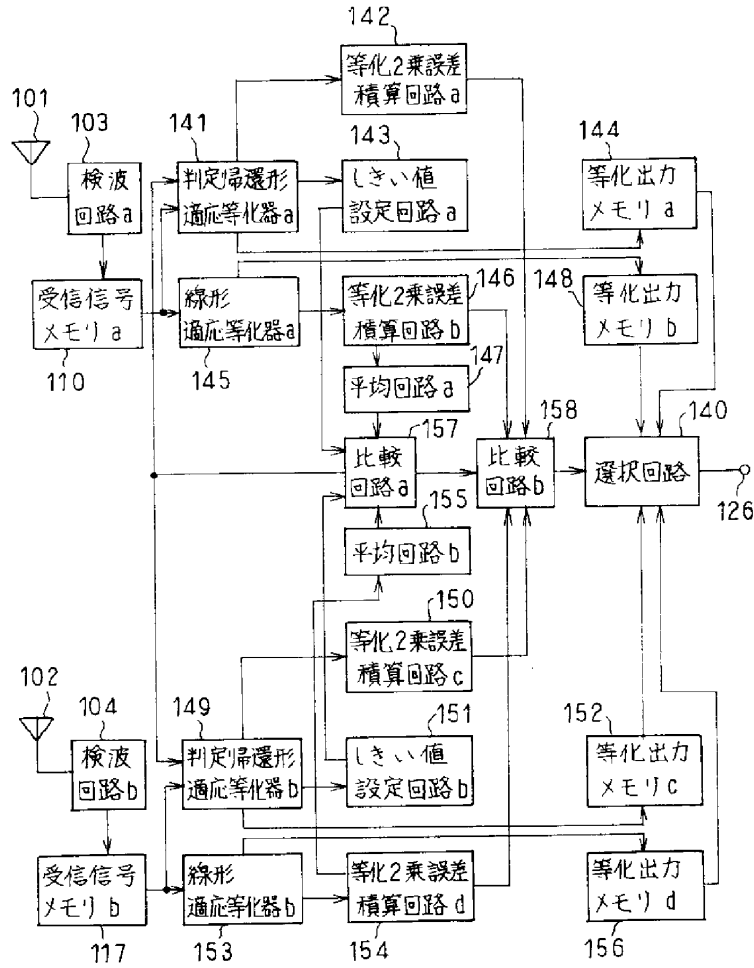 142
等化2乗誤差
積算回路a
101
103
検波
回路a
141
判定帰還形
適応等化器a
143
しきい値
設定回路a
144
等化出力
メモリa
受信信号
メモリa
110
線形
適応等化器a
145
146
等化2乗誤差
積算回路b
148
等化出力
メモリb
147
平均回路a
157
比較
回路a
158
比較
回路b
140
選択回路
126
155
平均回路b
150
等化2乗誤差
積算回路c
102
104
検波
回路b
149
判定帰還形
適応等化器b
151
しきい値
設定回路b
152
等化出力
メモリc
受信信号
メモリb
117
線形
適応等化器b
153
等化2乗誤差
積算回路d
154
等化出力
メモリd
156